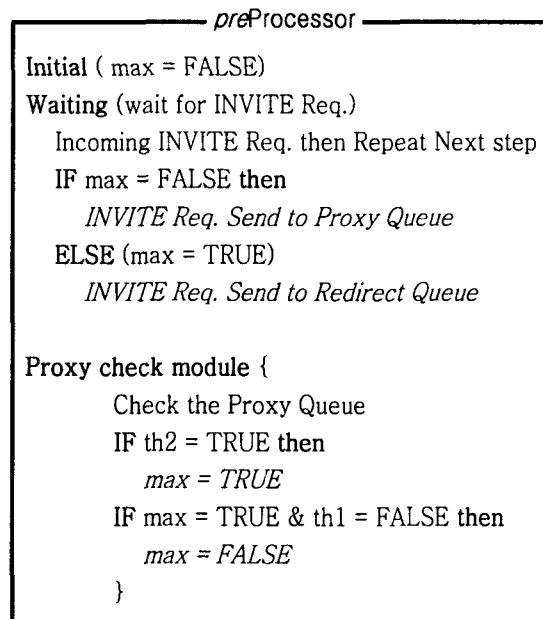 preProcessor
Initial ( max = FALSE)
Waiting (wait for INVITE Req.)
Incoming INVITE Req. then Repeat Next step
IF max = FALSE then
INVITE Req. Send to Proxy Queue
ELSE (max = TRUE)
INVITE Req. Send to Redirect Queue
Proxy check module {
Check the Proxy Queue
IF th2 = TRUE then
max = TRUE
IF max = TRUE & th1 = FALSE then
max = FALSE
}